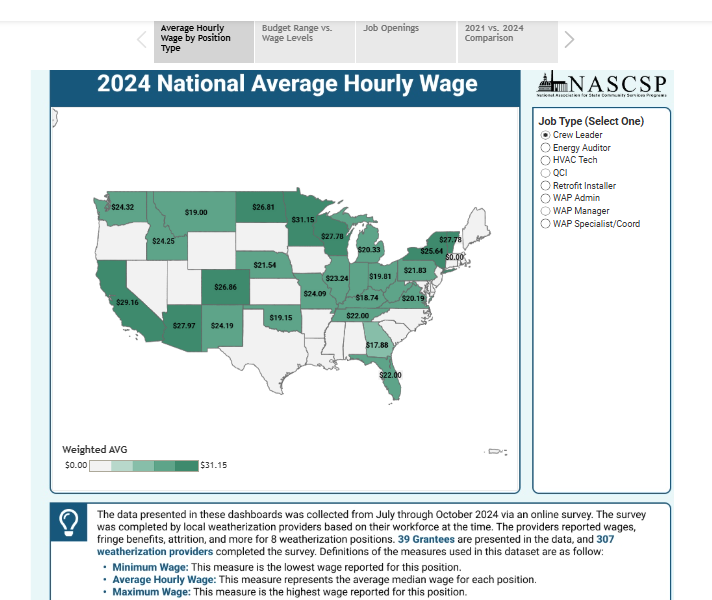 Average Hourly
Wage by Position
Type
Budget Range vs.
Wage Levels
Job Openings
2021 vs. 2024
Comparison
2024 National Average Hourly Wage
NASCSP
National Association for State Community Services Programs
Job Type (Select One)
Crew Leader
Energy Auditor
HVAC Tech
QCI
Retrofit Installer
WAP Admin
WAP Manager
WAP Specialist/Coord
$24.32
$19.00
$26.81
$31.15
$27.78
$20.33
$27.78
$25.64
$0.00
$24.25
$21.54
$23.24
$19.81
$21.83
$29.16
$26.86
$24.09
$18.74
$20.19
$27.97
$24.19
$19.15
$22.00
$17.88
$22.00
Weighted AVG
$0.00
$31.15
The data presented in these dashboards was collected from July through October 2024 via an online survey. The survey
was completed by local weatherization providers based on their workforce at the time. The providers reported wages,
fringe benefits, attrition, and more for 8 weatherization positions. 39 Grantees are presented in the data, and 307
weatherization providers completed the survey. Definitions of the measures used in this dataset are as follow:
• Minimum Wage: This measure is the lowest wage reported for this position.
• Average Hourly Wage: This measure represents the average median wage for each position.
• Maximum Wage: This measure is the highest wage reported for this position.